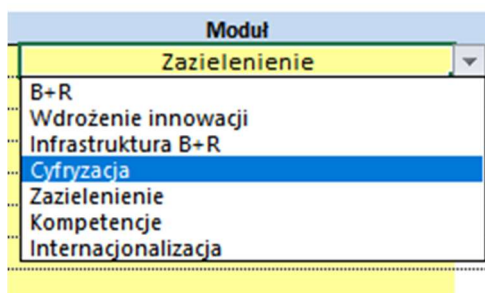 Moduł
Zazielenienie
B+R
Wdrożenie innowacji
Infrastruktura B+R
Cyfryzacja
Zazielenienie
Kompetencje
Internacjonalizacja